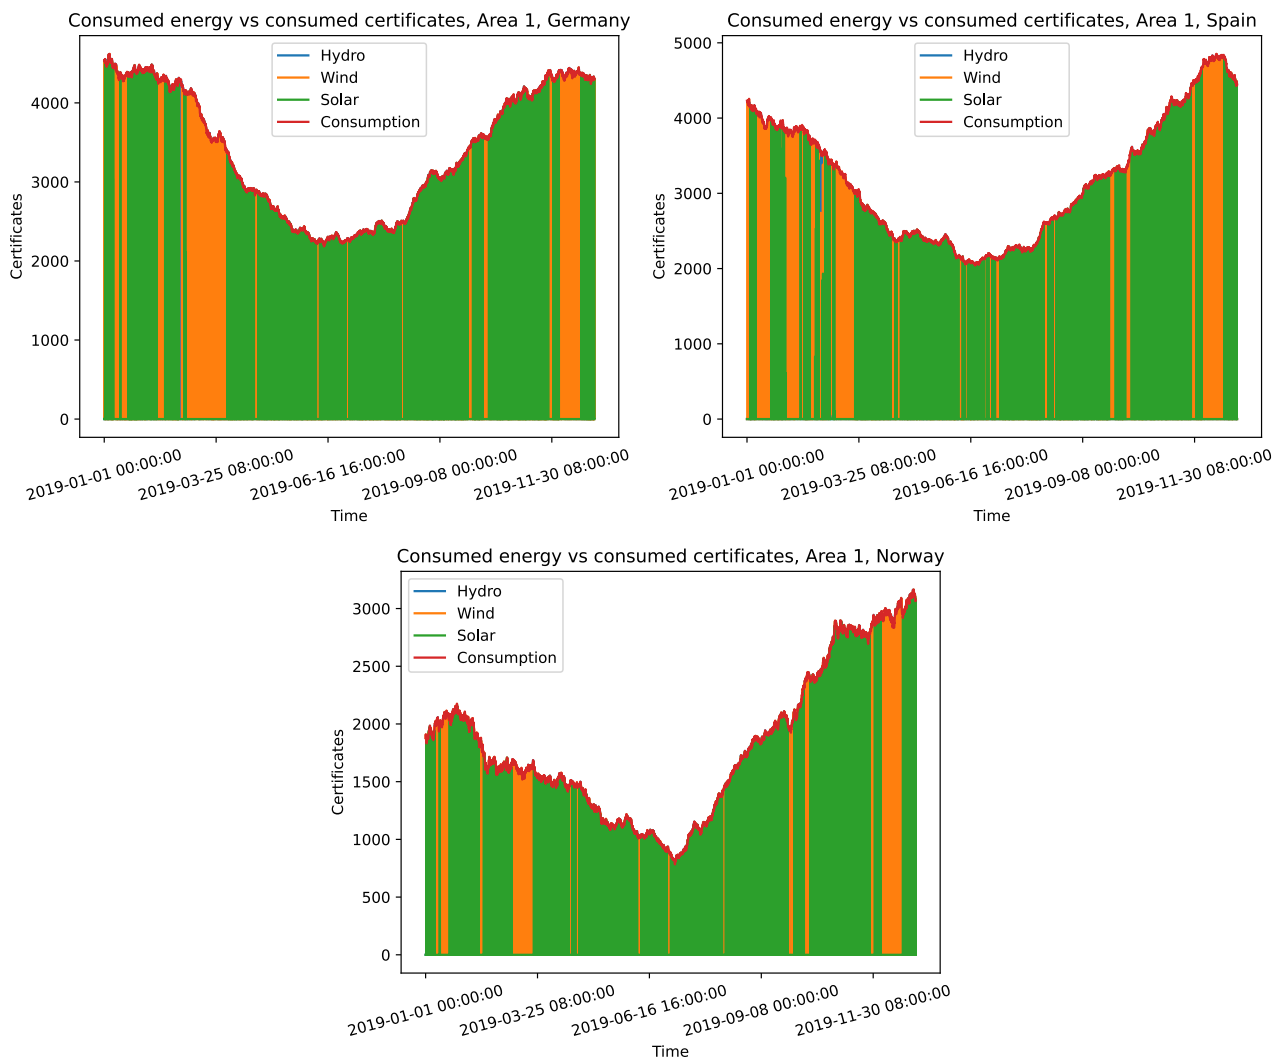 Consumed energy vs consumed certificates, Area 1, Germany
Hydro
Wind
Solar
Consumption
4000
3000
2000
1000
0
Certificates
2019-01-01 00:00:00
2019-03-25 08:00:00
2019-06-16 16:00:00
2019-09-08 00:00:00
2019-11-30 08:00:00
Time
Consumed energy vs consumed certificates, Area 1, Spain
Hydro
Wind
Solar
Consumption
5000
4000
3000
2000
1000
0
Certificates
2019-01-01 00:00:00
2019-03-25 08:00:00
2019-06-16 16:00:00
2019-09-08 00:00:00
2019-11-30 08:00:00
Time
Consumed energy vs consumed certificates, Area 1, Norway
Hydro
Wind
Solar
Consumption
3000
2500
2000
1500
1000
500
0
Certificates
2019-01-01 00:00:00
2019-03-25 08:00:00
2019-06-16 16:00:00
2019-09-08 00:00:00
2019-11-30 08:00:00
Time